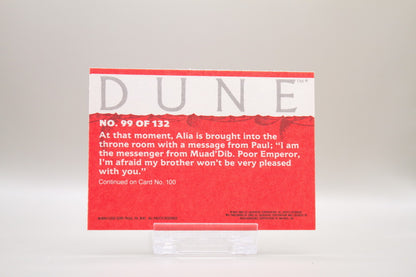 DUNE
NO. 99 OF 132
At that moment, Alia is brought into the
throne room with a message from Paul; "I am
the messenger from Muad'Dib. Poor Emperor,
I'm afraid my brother won't be very pleased
with you."
Continued on Card No. 100